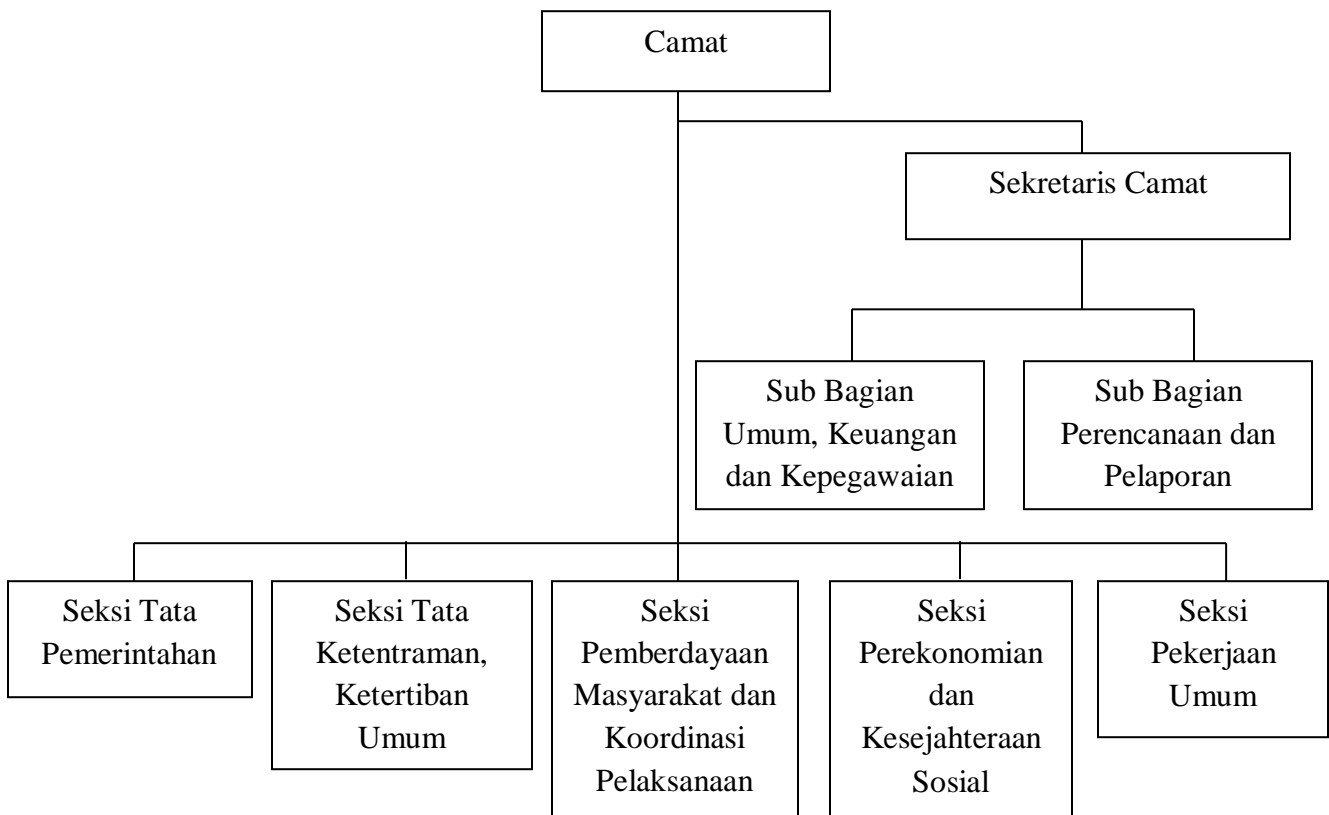 Camat
Sekretaris Camat
Sub Bagian
Umum, Keuangan
dan Kepegawaian
Sub Bagian
Perencanaan dan
Pelaporan
Seksi Tata
Pemerintahan
Seksi Tata
Ketentraman,
Ketertiban
Umum
Seksi
Pemberdayaan
Masyarakat dan
Koordinasi
Pelaksanaan
Seksi
Perekonomian
dan
Kesejahteraan
Sosial
Seksi
Pekerjaan
Umum